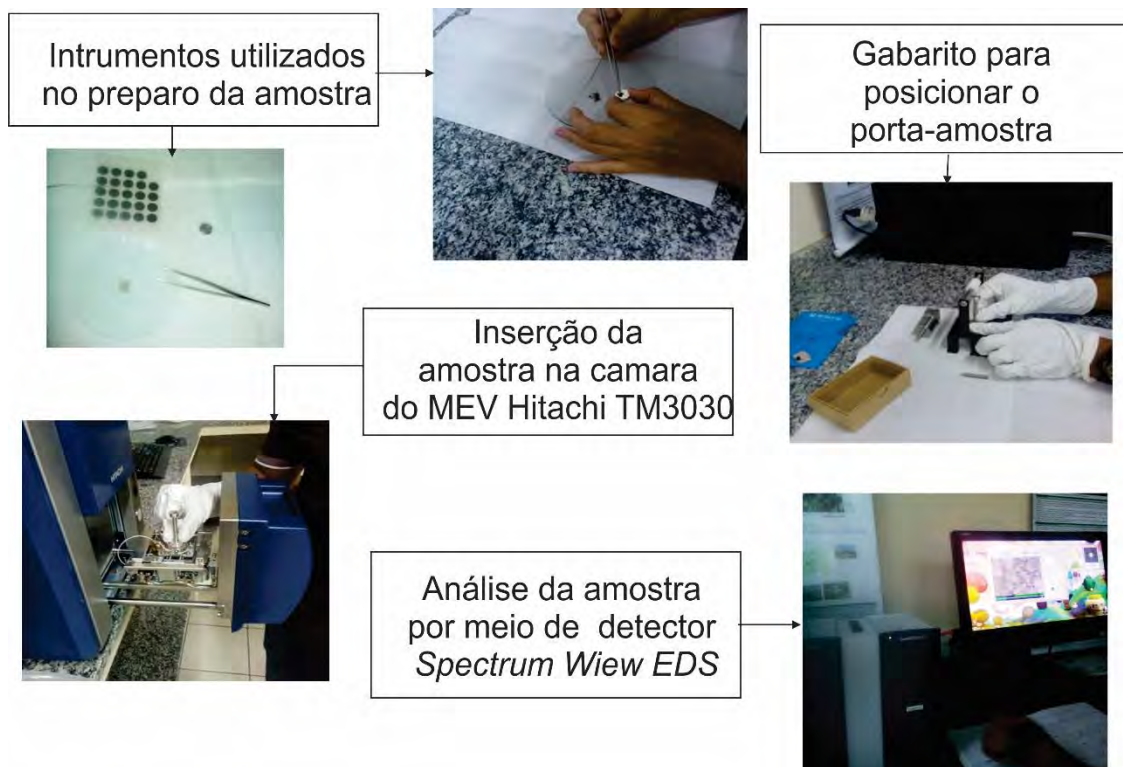 Intrumentos utilizados
no preparo da amostra
Gabarito para
posicionar o
porta-amostra
Inserção da
amostra na camara
do MEV Hitachi TM3030
HITACHI
Análise da amostra
por meio de detector
Spectrum Wiew EDS